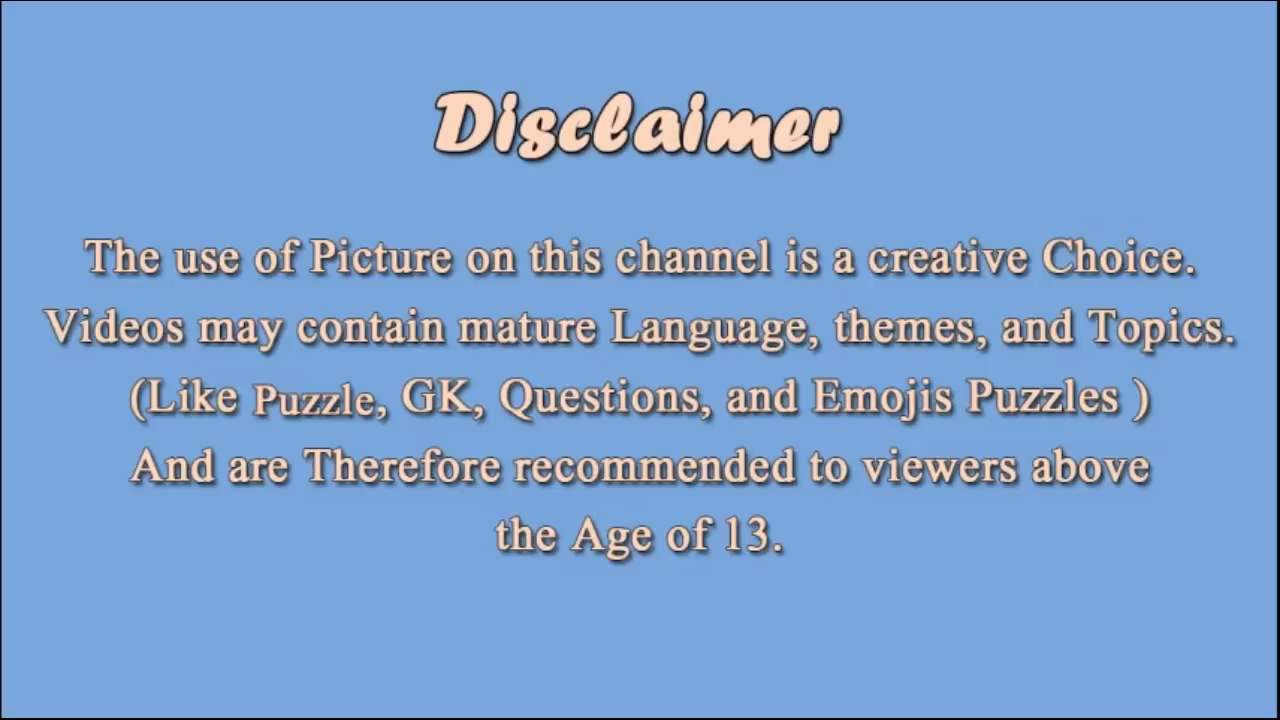 Disclaimer
The use of Picture on this channel is a creative Choice.
Videos may contain mature Language, themes, and Topics.
(Like Puzzle, GK, Questions, and Emojis Puzzles )
And are Therefore recommended to viewers above
the Age of 13.